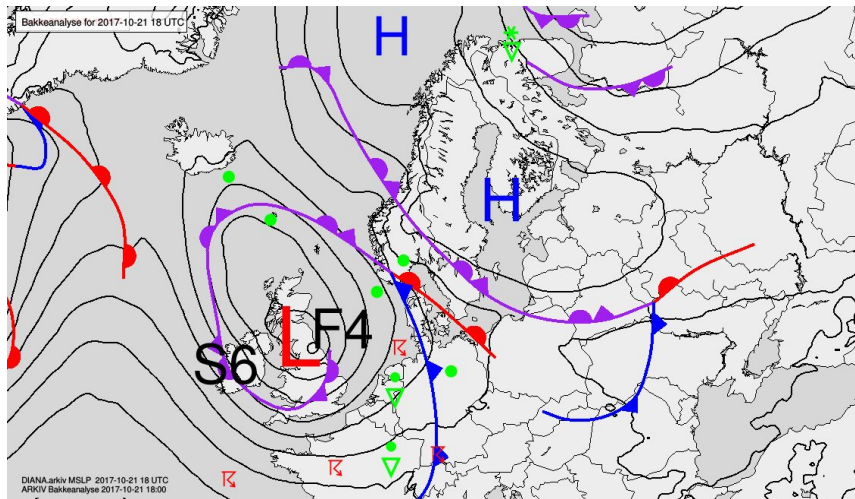 Bakkeanalyse for 2017-10-21 18 UTC
H
H
L F4
S6
DIANA.arkiv MSLP 2017-10-21 18 UTC
ARKIV Bakkeanalyse 2017-10-21 18:00